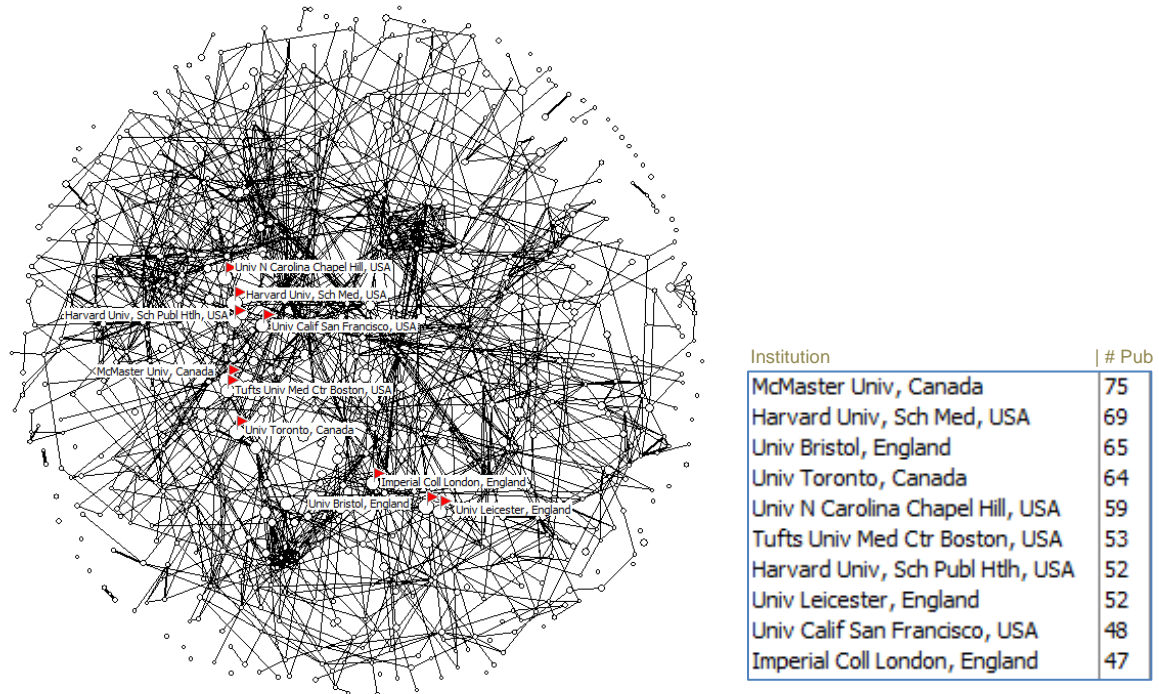 Univ N Carolina Chapel Hill, USA
Harvard Univ, Sch Med, USA
Harvard Univ, Sch Publ Htlh, USA
Univ Calif San Francisco, USA
McMaster Univ, Canada
Tufts Univ Med Ctr Boston, USA
Univ Toronto, Canada
Imperial Coll London, England
Univ Bristol, England
Univ Leicester, England
Institution | # Pub
McMaster Univ, Canada 75
Harvard Univ, Sch Med, USA 69
Univ Bristol, England 65
Univ Toronto, Canada 64
Univ N Carolina Chapel Hill, USA 59
Tufts Univ Med Ctr Boston, USA 53
Harvard Univ, Sch Publ Htlh, USA 52
Univ Leicester, England 52
Univ Calif San Francisco, USA 48
Imperial Coll London, England 47